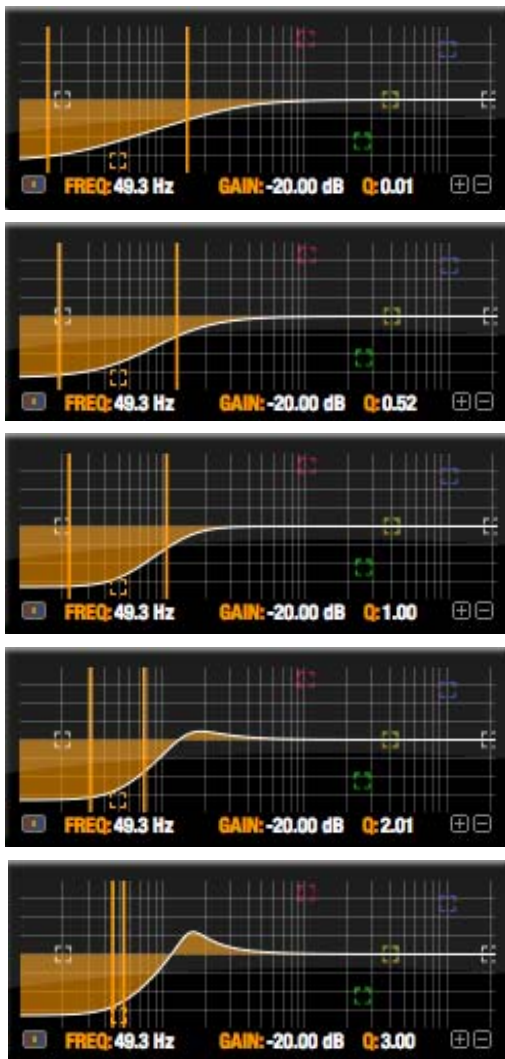 FREQ: 49.3 Hz GAIN: -20.00 dB Q: 0.01
FREQ: 49.3 Hz GAIN: -20.00 dB Q: 0.52
FREQ: 49.3 Hz GAIN: -20.00 dB Q: 1.00
FREQ: 49.3 Hz GAIN: -20.00 dB Q: 2.01
FREQ: 49.3 Hz GAIN: -20.00 dB Q: 3.00